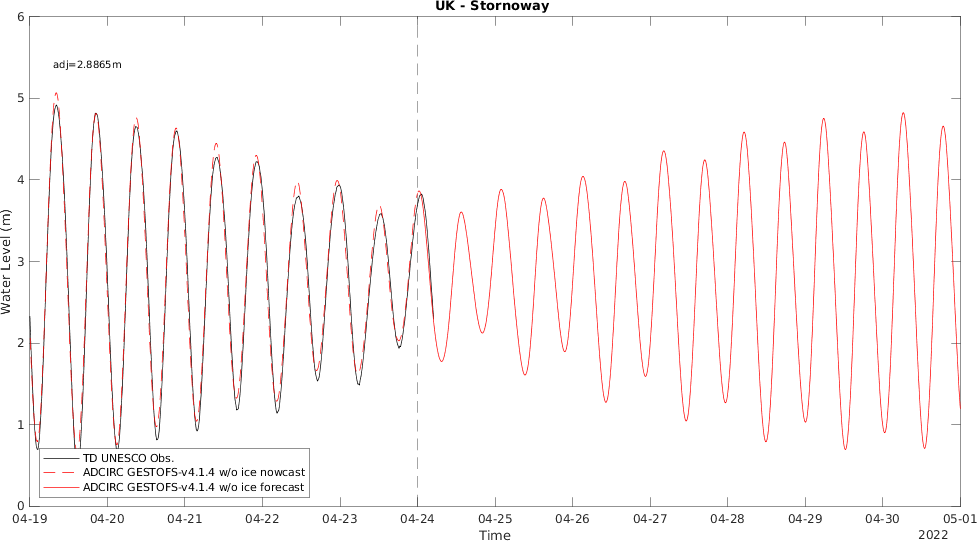 UK - Stornoway
adj=2.8865m
Water Level (m)
6
5
4
3
2
1
0
TD UNESCO Obs.
ADCIRC GESTOFS-v4.1.4 w/o ice nowcast
ADCIRC GESTOFS-v4.1.4 w/o ice forecast
04-19 04-20 04-21 04-22 04-23 04-24 04-25 04-26 04-27 04-28 04-29 04-30 05-01
Time
2022